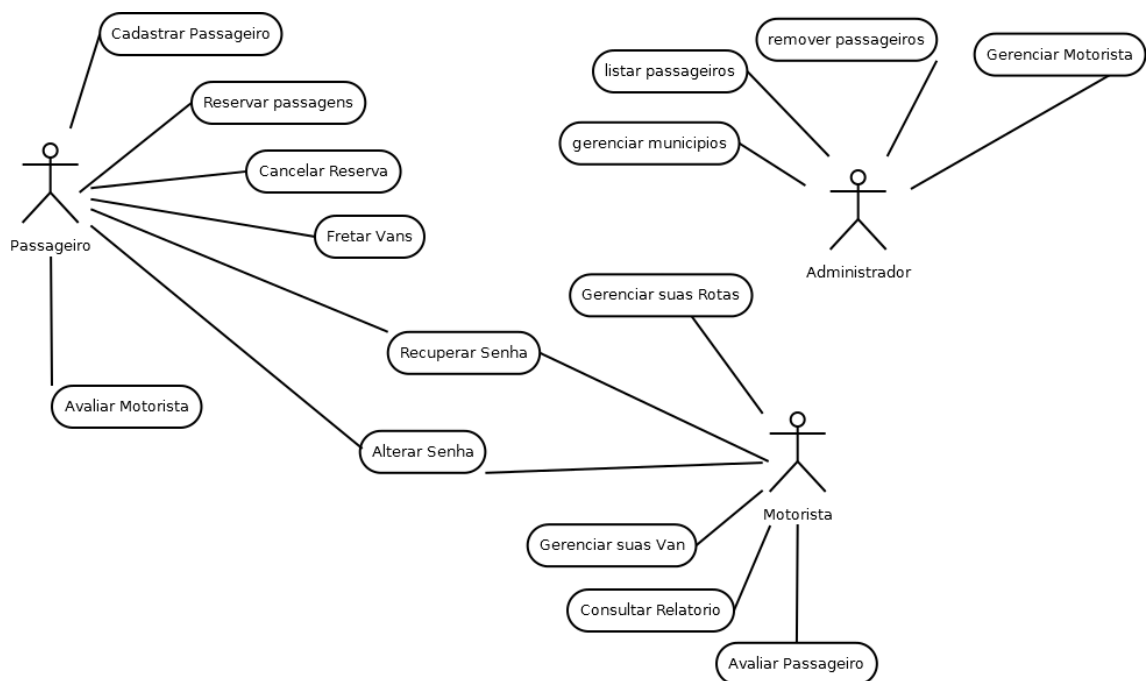 Cadastrar Passageiro
remover passageiros
Gerenciar Motorista
listar passageiros
Reservar passagens
gerenciar municipios
Cancelar Reserva
Fretar Vans
Passageiro
Administrador
Gerenciar suas Rotas
Recuperar Senha
Avaliar Motorista
Alterar Senha
Motorista
Gerenciar suas Van
Consultar Relatorio
Avaliar Passageiro